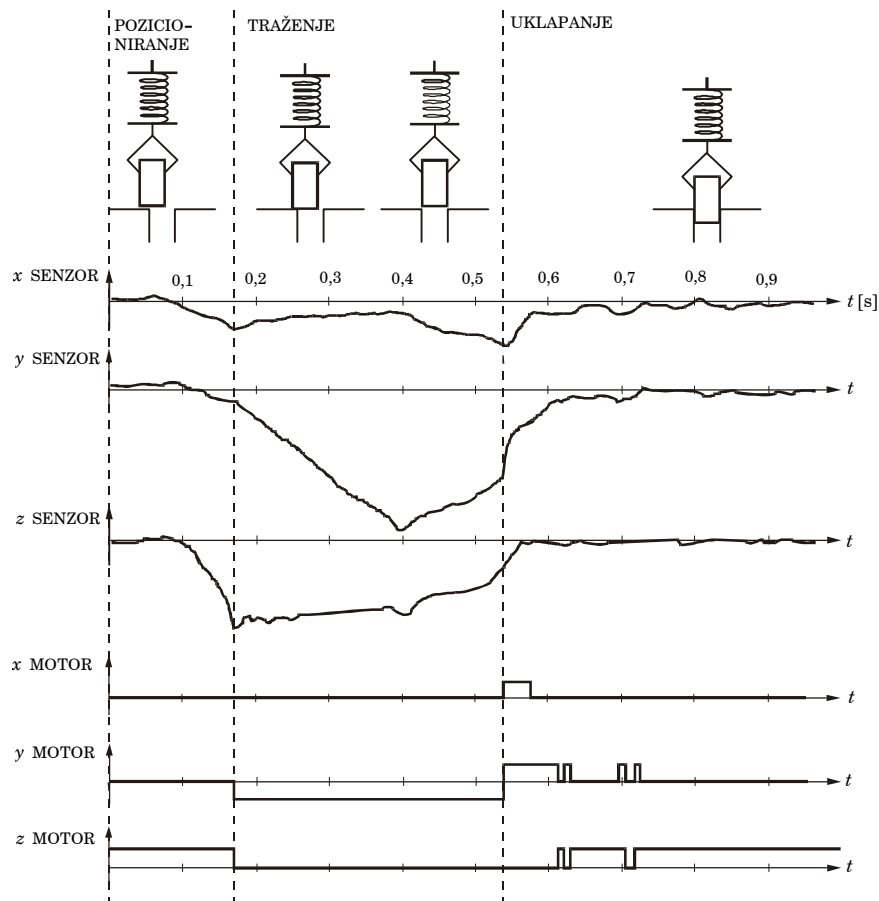 POZICIO-
NIRANJE
TRAŽENJE
UKLAPANJE
x SENZOR
0,1
0,2
0,3
0,4
0,5
0,6
0,7
0,8
0,9
t [s]
y SENZOR
t
z SENZOR
t
x MOTOR
t
y MOTOR
t
z MOTOR
t